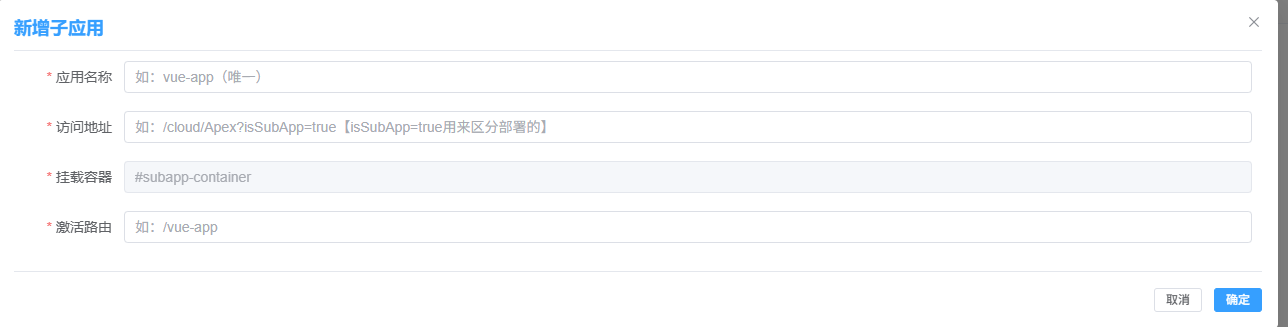 新增子应用
* 应用名称 如：vue-app（唯一）
* 访问地址 如：/cloud/Apex?isSubApp=true【isSubApp=true用来区分部署的】
* 挂载容器 #subapp-container
* 激活路由 如：/vue-app
取消 确定